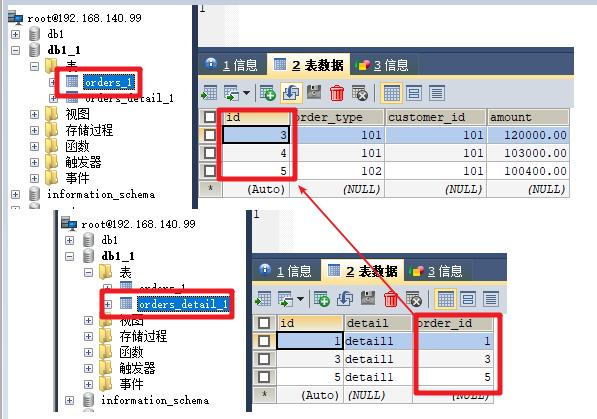 root@192.168.140.99
db1
db1_1
表
orders_1
orders_detail_1
视图
存储过程
函数
触发器
事件
information_schema
1
1 信息 2 表数据 3 信息
id order_type customer_id amount
3 101 101 120000.00
4 101 101 103000.00
5 102 101 100400.00
* (Auto) (NULL) (NULL) (NULL)
root@192.168.140.99
db1
db1_1
表
orders_1
orders_detail_1
视图
存储过程
函数
触发器
事件
information_schema
1
1 信息 2 表数据 3 信息
id detail order_id
1 detail1 1
3 detail1 3
5 detail1 5
* (Auto) (NULL) (NULL)